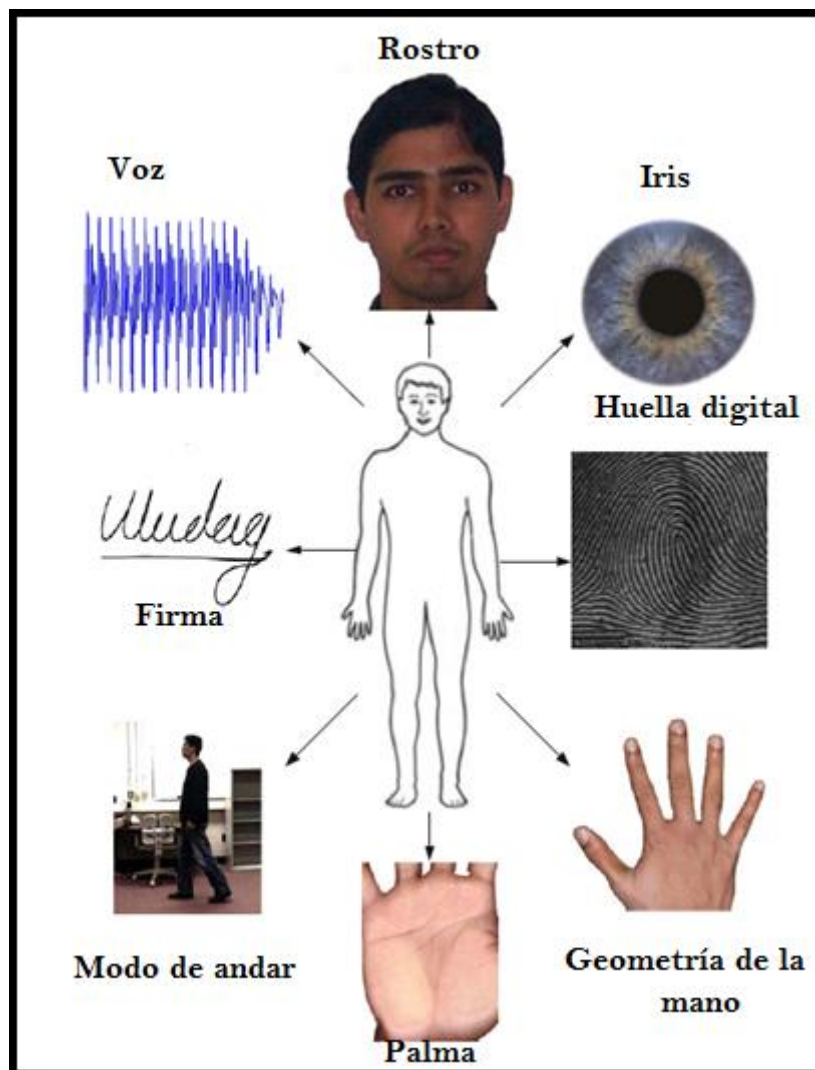 Rostro
Voz
Iris
Huella digital
Firma
Modo de andar
Geometría de la
mano
Palma